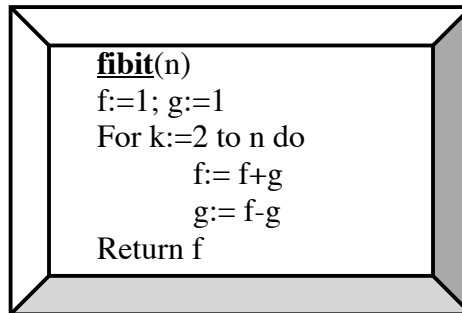 fibit(n)
f:=1; g:=1
For k:=2 to n do
f:= f+g
g:= f-g
Return f